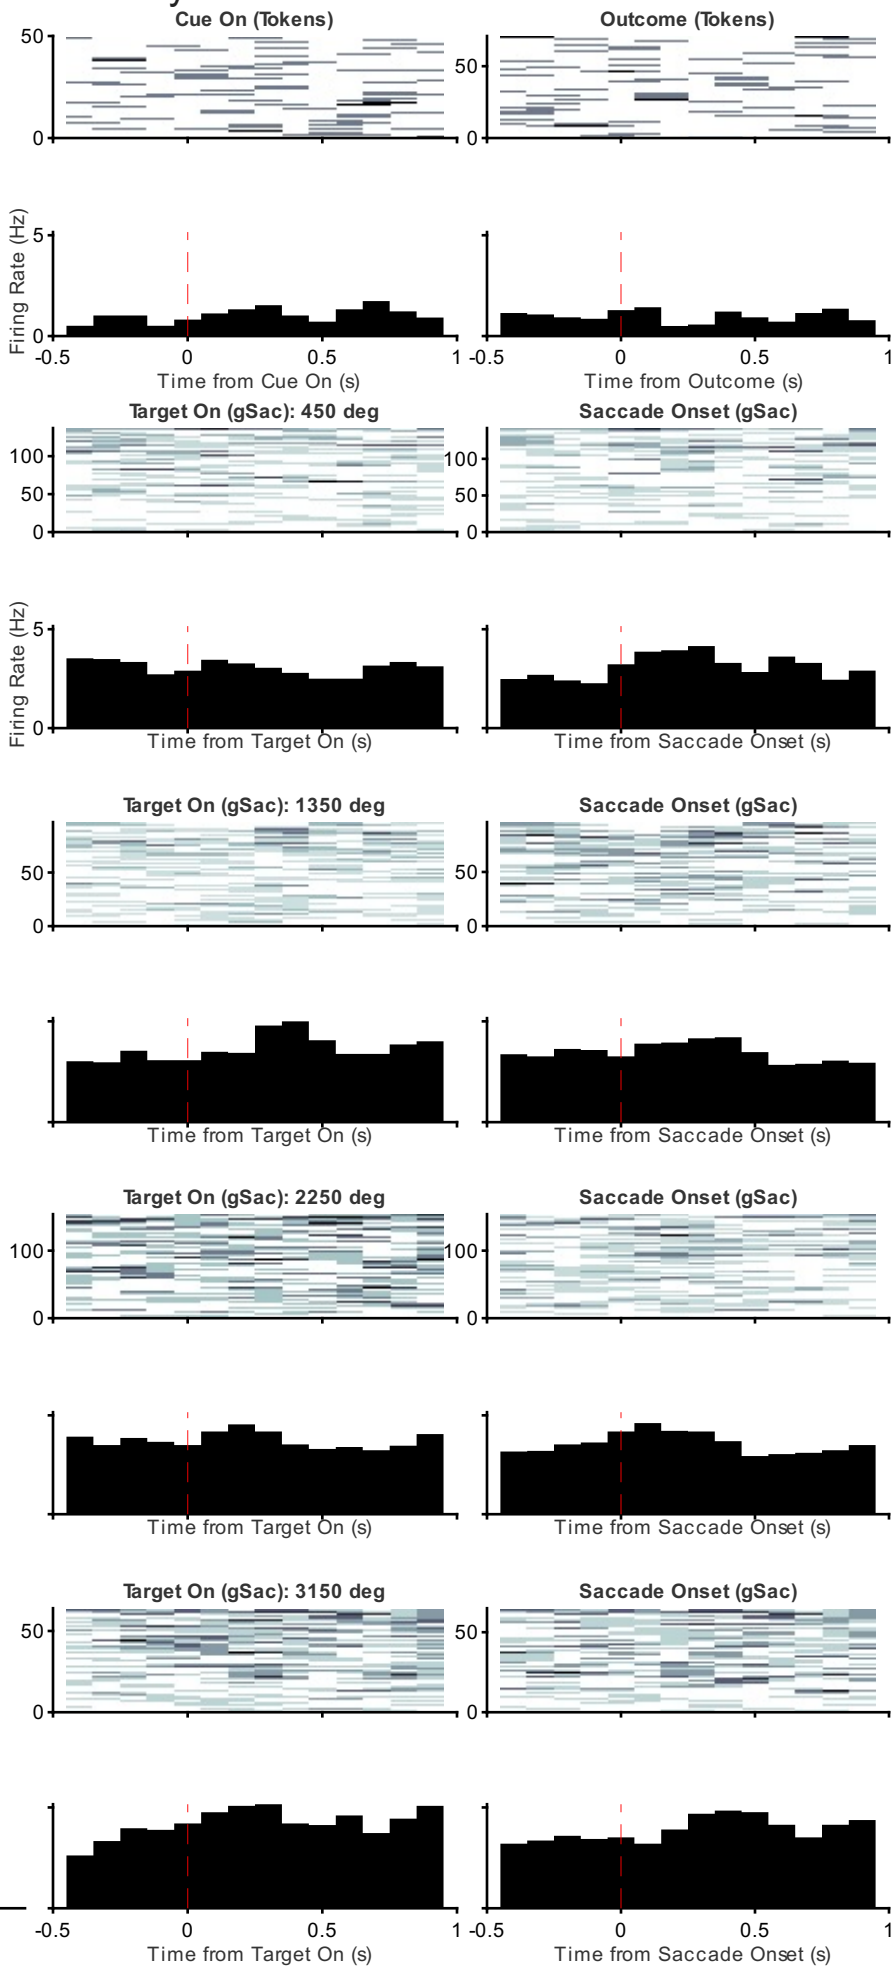 y
Cue On (Tokens)
Outcome (Tokens)
50
0
50
0
Firing Rate (Hz)
5
0
-0.5 0 0.5 1
-0.5 0 0.5 1
Time from Cue On (s)
Time from Outcome (s)
Target On (gSac): 450 deg
Saccade Onset (gSac)
100
50
0
100
50
0
Firing Rate (Hz)
5
0
Time from Target On (s)
Time from Saccade Onset (s)
Target On (gSac): 1350 deg
Saccade Onset (gSac)
50
0
50
0
Time from Target On (s)
Time from Saccade Onset (s)
Target On (gSac): 2250 deg
Saccade Onset (gSac)
100
0
100
0
Time from Target On (s)
Time from Saccade Onset (s)
Target On (gSac): 3150 deg
Saccade Onset (gSac)
50
0
50
0
-0.5 0 0.5 1
-0.5 0 0.5 1
Time from Target On (s)
Time from Saccade Onset (s)